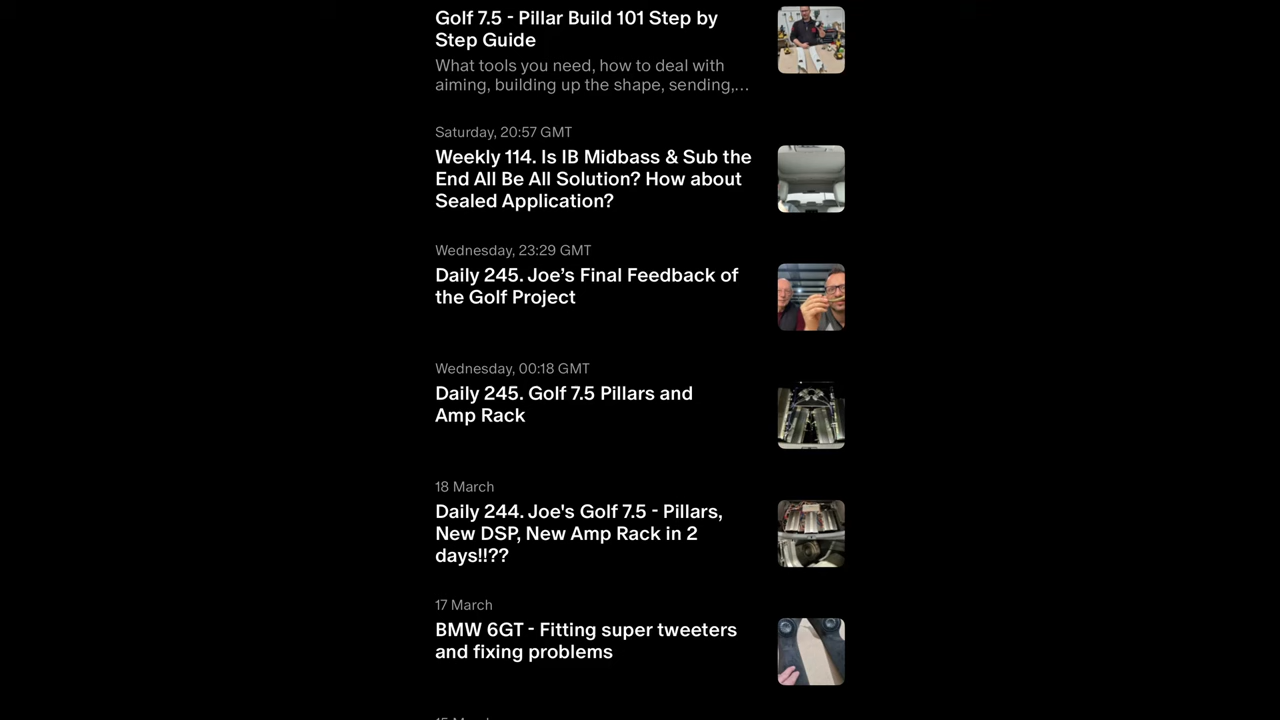 Golf 7.5 - Pillar Build 101 Step by
Step Guide
What tools you need, how to deal with
aiming, building up the shape, sending,...
Saturday, 20:57 GMT
Weekly 114. Is IB Midbass & Sub the
End All Be All Solution? How about
Sealed Application?
Wednesday, 23:29 GMT
Daily 245. Joe’s Final Feedback of
the Golf Project
Wednesday, 00:18 GMT
Daily 245. Golf 7.5 Pillars and
Amp Rack
18 March
Daily 244. Joe's Golf 7.5 - Pillars,
New DSP, New Amp Rack in 2
days!!??
17 March
BMW 6GT - Fitting super tweeters
and fixing problems